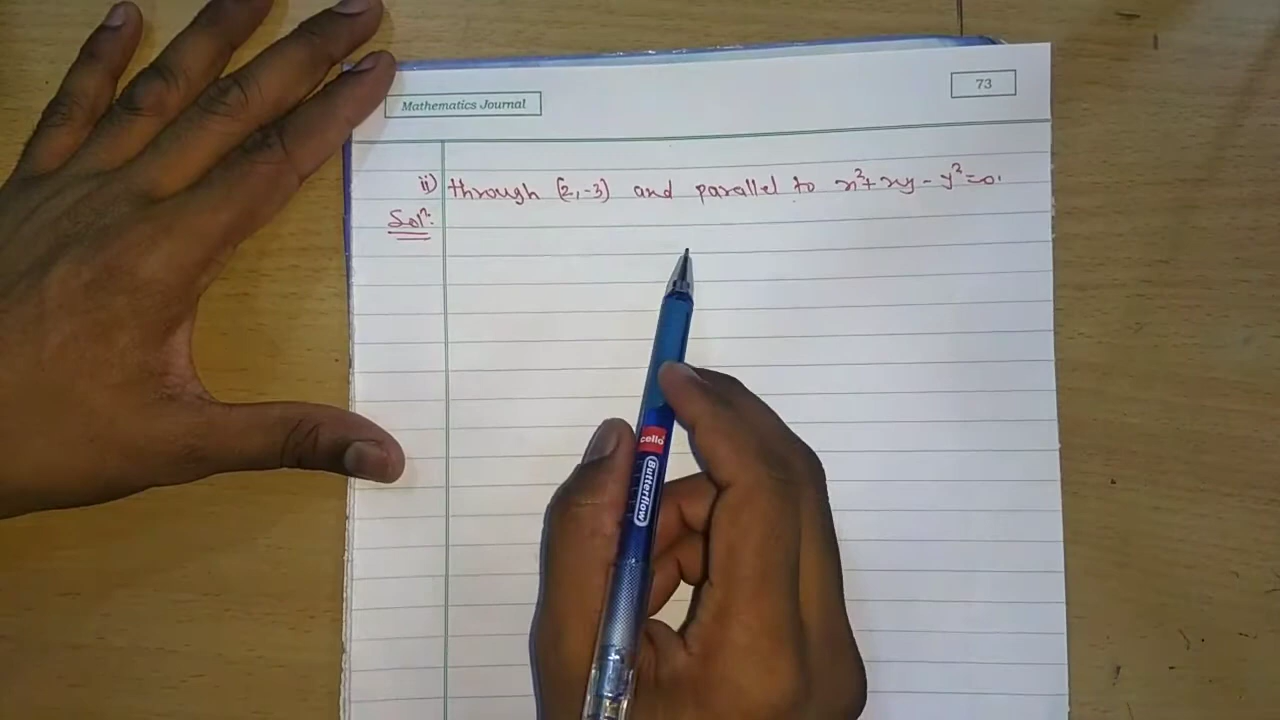 Mathematics Journal
73
ii) through (2,-3) and parallel to x²+xy-y²=0.
Solⁿ:
cello
Butterflow